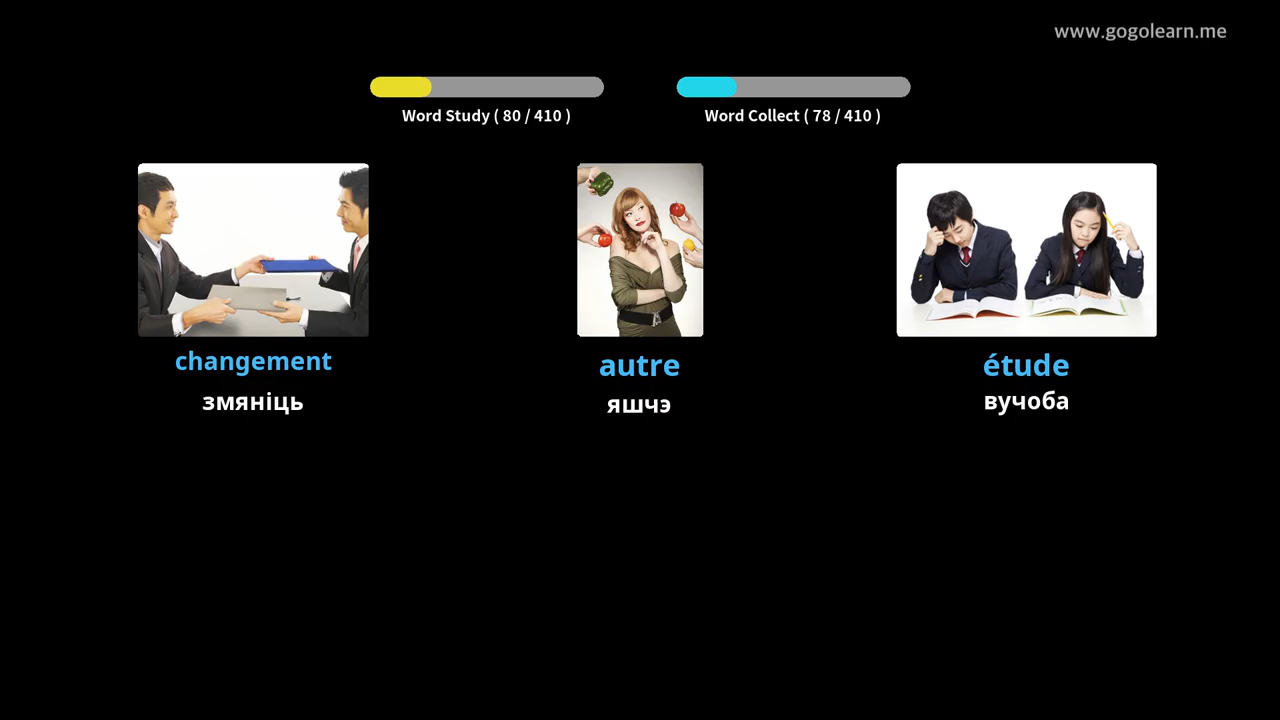 www.gogolearn.me
Word Study ( 80 / 410 )
Word Collect ( 78 / 410 )
changement
autre
étude
змяніць
яшчэ
вучоба